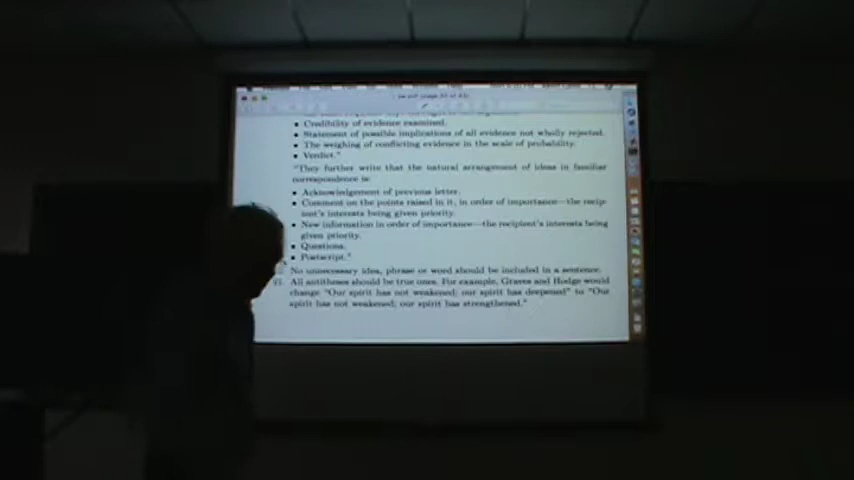 • Credibility of evidence examined.
• Statement of possible implications of all evidence not wholly rejected.
• The weighing of conflicting evidence in the scale of probability.
• Verdict."
"They further write that the natural arrangement of ideas in familiar
correspondence is:
• Acknowledgement of previous letter.
• Comment on the points raised in it, in order of importance—the recip-
ient's interests being given priority.
• New information in order of importance—the recipient's interests being
given priority.
• Questions.
• Postscript."
No unnecessary idea, phrase or word should be included in a sentence.
All antitheses should be true ones. For example, Graves and Hodge would
change "Our spirit has not weakened; our spirit has deepened" to "Our
spirit has not weakened; our spirit has strengthened."